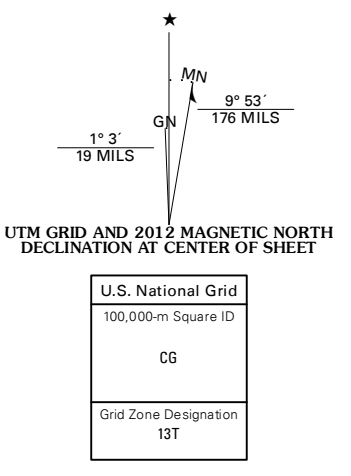 ★
MN
GN
9° 53´
176 MILS
1° 3´
19 MILS
UTM GRID AND 2012 MAGNETIC NORTH
DECLINATION AT CENTER OF SHEET
U.S. National Grid
100,000-m Square ID
CG
Grid Zone Designation
13T